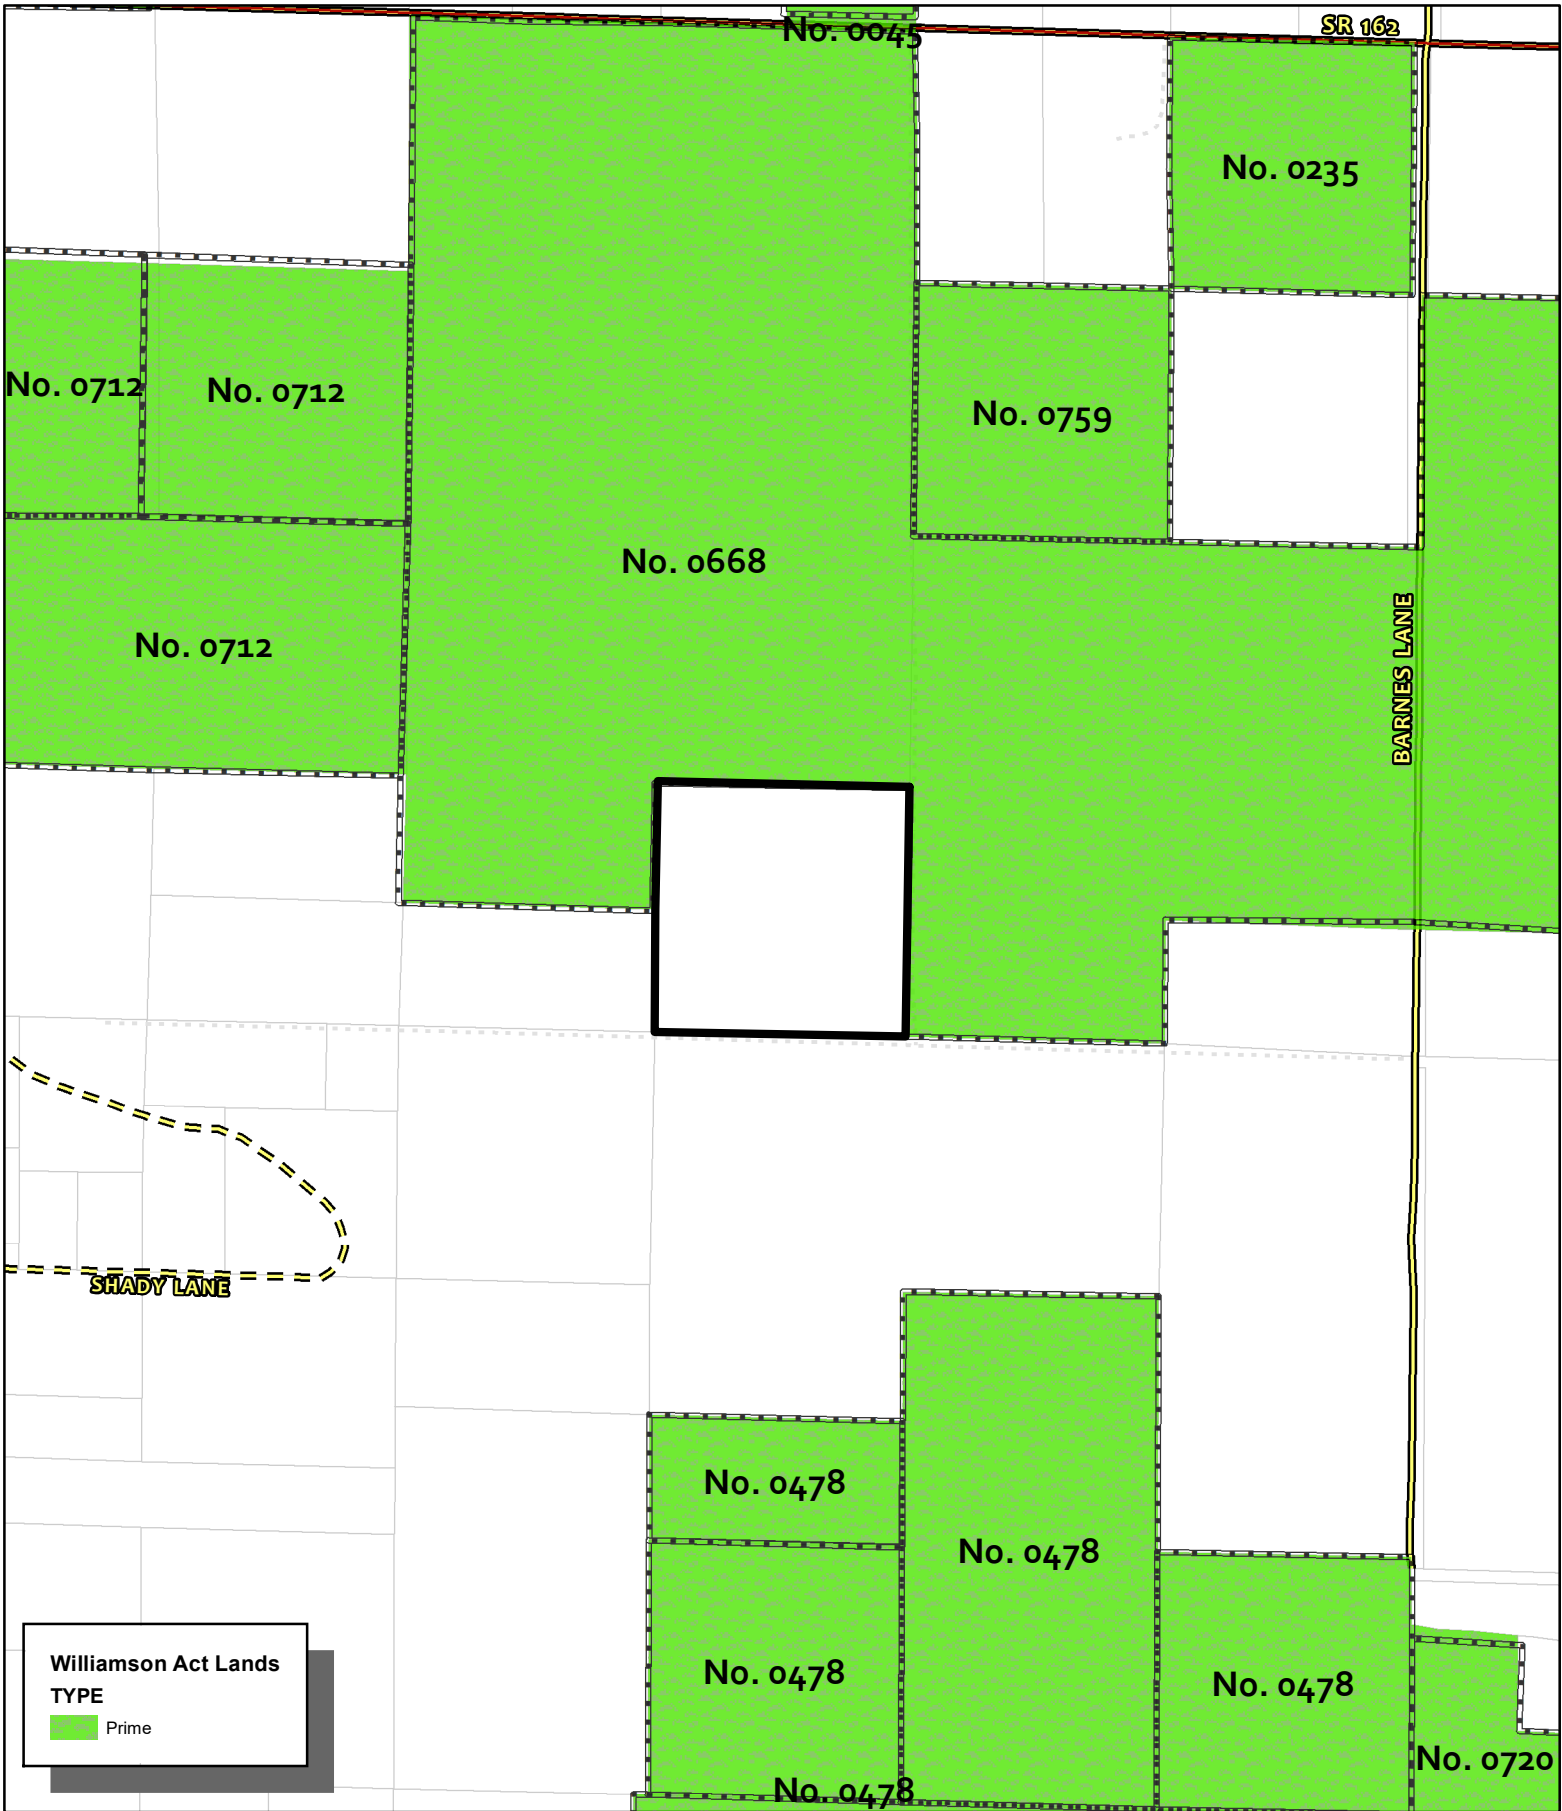 No. 0045
SR 162
No. 0235
No. 0712
No. 0712
No. 0759
No. 0668
No. 0712
BARNES LANE
SHADY LANE
No. 0478
No. 0478
No. 0478
No. 0478
No. 0720
No. 0478
Williamson Act Lands
TYPE
Prime